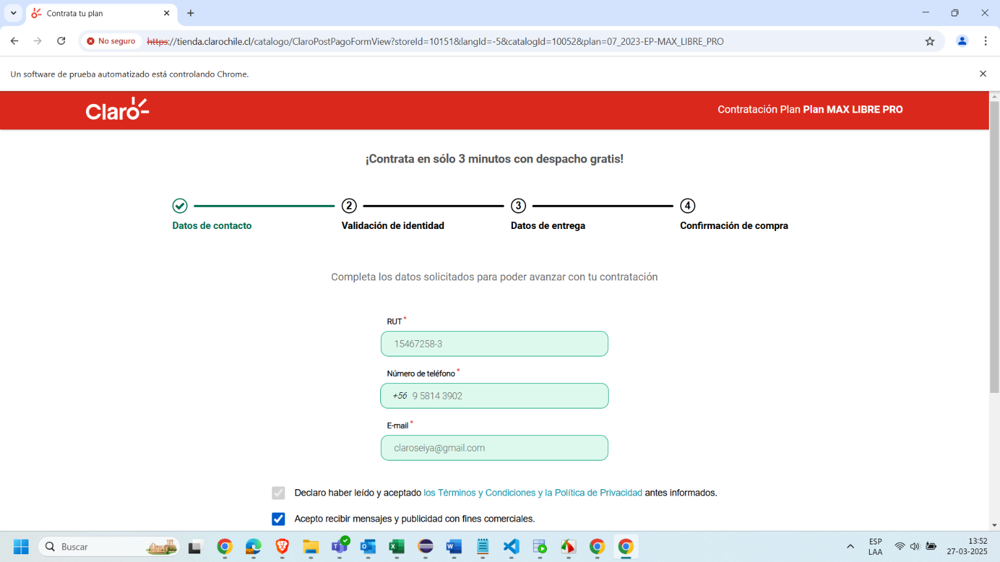 Contrata tu plan
No seguro
https://tienda.clarochile.cl/catalogo/ClaroPostPagoFormView?storeId=10151&langId=-5&catalogId=10052&plan=07_2023-EP-MAX_LIBRE_PRO
Un software de prueba automatizado está controlando Chrome.
Claro
Contratación Plan Plan MAX LIBRE PRO
¡Contrata en sólo 3 minutos con despacho gratis!
2 3 4
Datos de contacto Validación de identidad Datos de entrega Confirmación de compra
Completa los datos solicitados para poder avanzar con tu contratación
RUT *
15467258-3
Número de teléfono *
+56 9 5814 3902
E-mail *
claroseiya@gmail.com
Declaro haber leído y aceptado los Términos y Condiciones y la Política de Privacidad antes informados.
Acepto recibir mensajes y publicidad con fines comerciales.
Buscar
ESP
LAA
13:52
27-03-2025